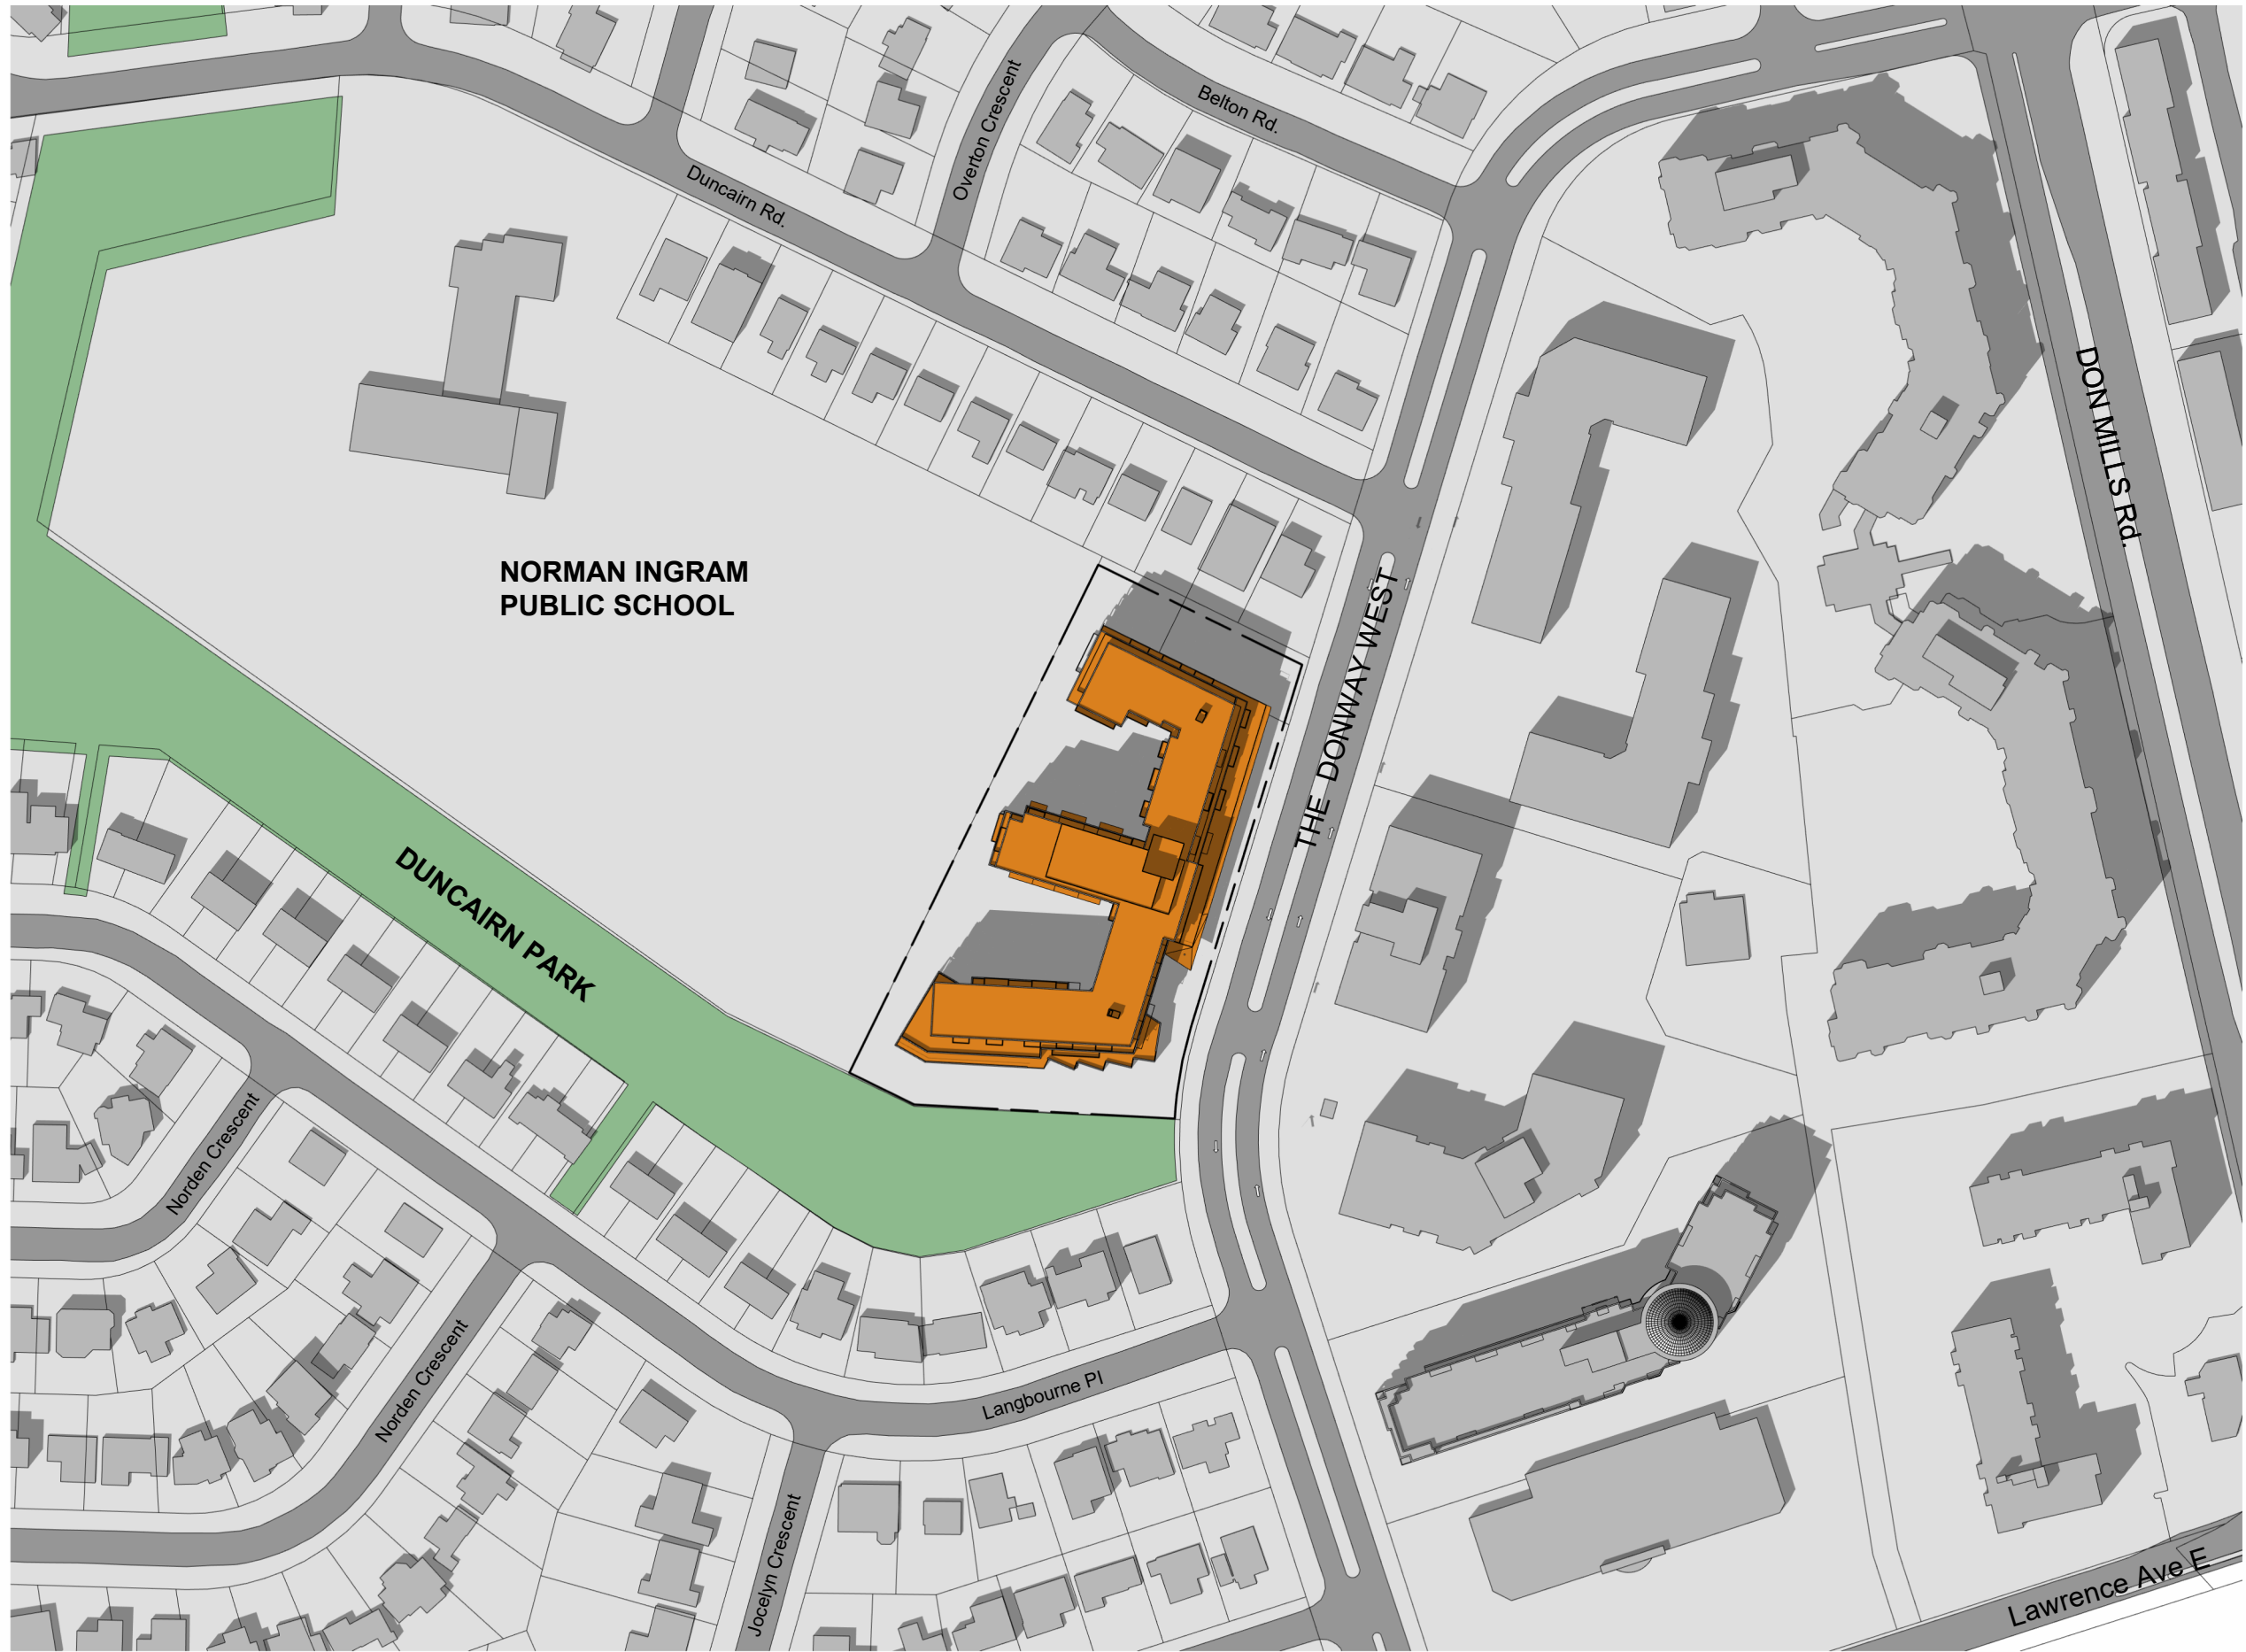 Belton Rd.
Overton Crescent
Duncairn Rd.
DON MILLS Rd.
NORMAN INGRAM
PUBLIC SCHOOL
THE DONWAY WEST
DUNCAIRN PARK
Norden Crescent
Norden Crescent
Langbourne Pl
Jocelyn Crescent
Lawrence Ave E